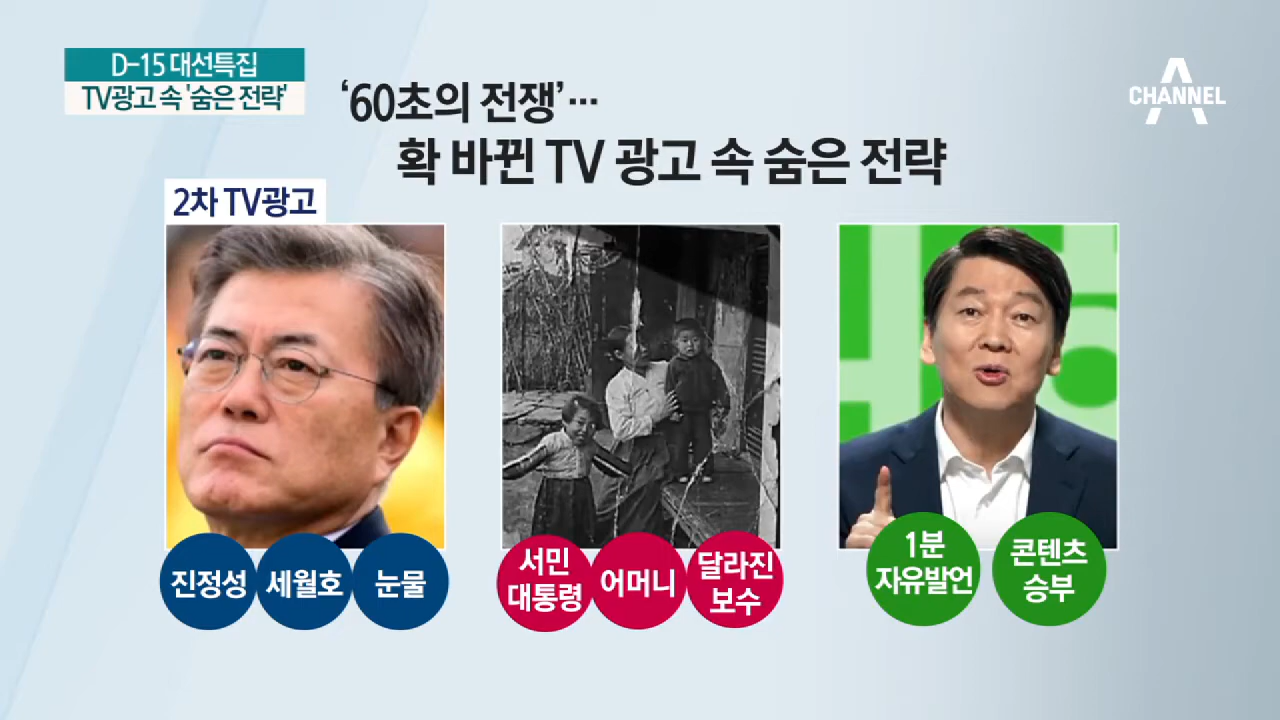 D-15 대선특집
TV광고 속 '숨은 전략'
'60초의 전쟁'…
확 바뀐 TV 광고 속 숨은 전략
CHANNEL A
2차 TV광고
진정성
세월호
눈물
서민
대통령
어머니
달라진
보수
1분
자유발언
콘텐츠
승부